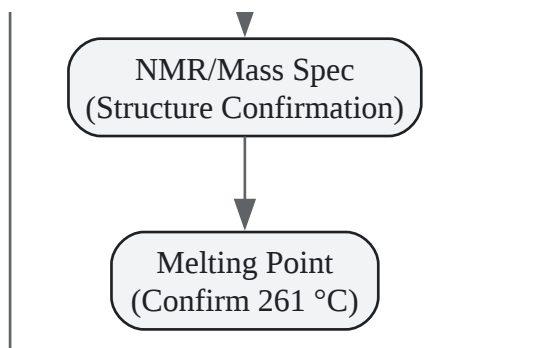 NMR/Mass Spec
(Structure Confirmation)
Melting Point
(Confirm 261 °C)